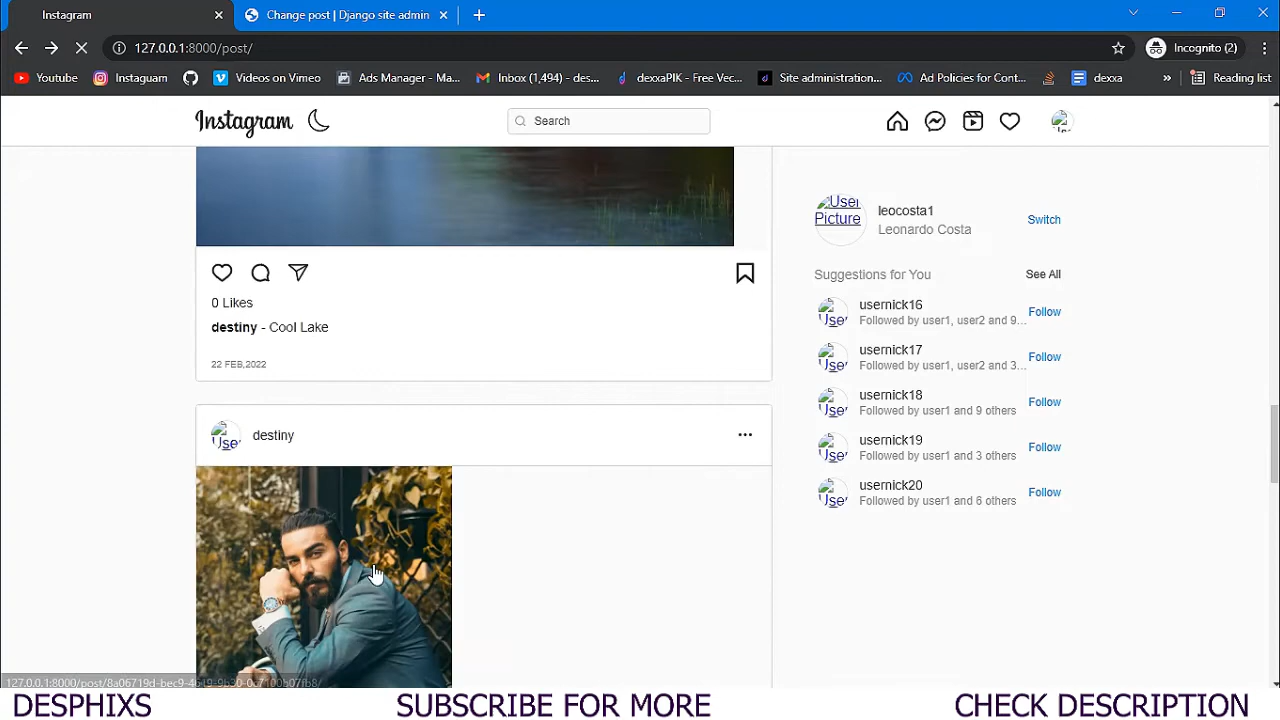 Instagram
Change post | Django site admin
127.0.0.1:8000/post/
Incognito (2)
Youtube
Instaguam
Videos on Vimeo
Ads Manager - Ma...
Inbox (1,494) - des...
dexxaPIK - Free Vec...
Site administration...
Ad Policies for Cont...
dexxa
»
Reading list
Instagram
Search
User Picture
leocosta1
Leonardo Costa
Switch
Suggestions for You
See All
usernick16
Followed by user1, user2 and 9...
Follow
usernick17
Followed by user1, user2 and 3...
Follow
usernick18
Followed by user1 and 9 others
Follow
usernick19
Followed by user1 and 3 others
Follow
usernick20
Followed by user1 and 6 others
Follow
0 Likes
destiny - Cool Lake
22 FEB,2022
destiny
DESPHIXS
SUBSCRIBE FOR MORE
CHECK DESCRIPTION